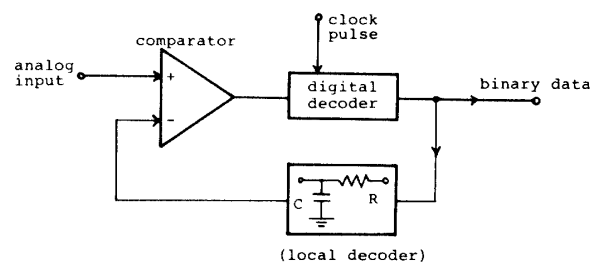 clock
pulse
comparator
analog
input
+
−
digital
decoder
binary data
C
R
(local decoder)